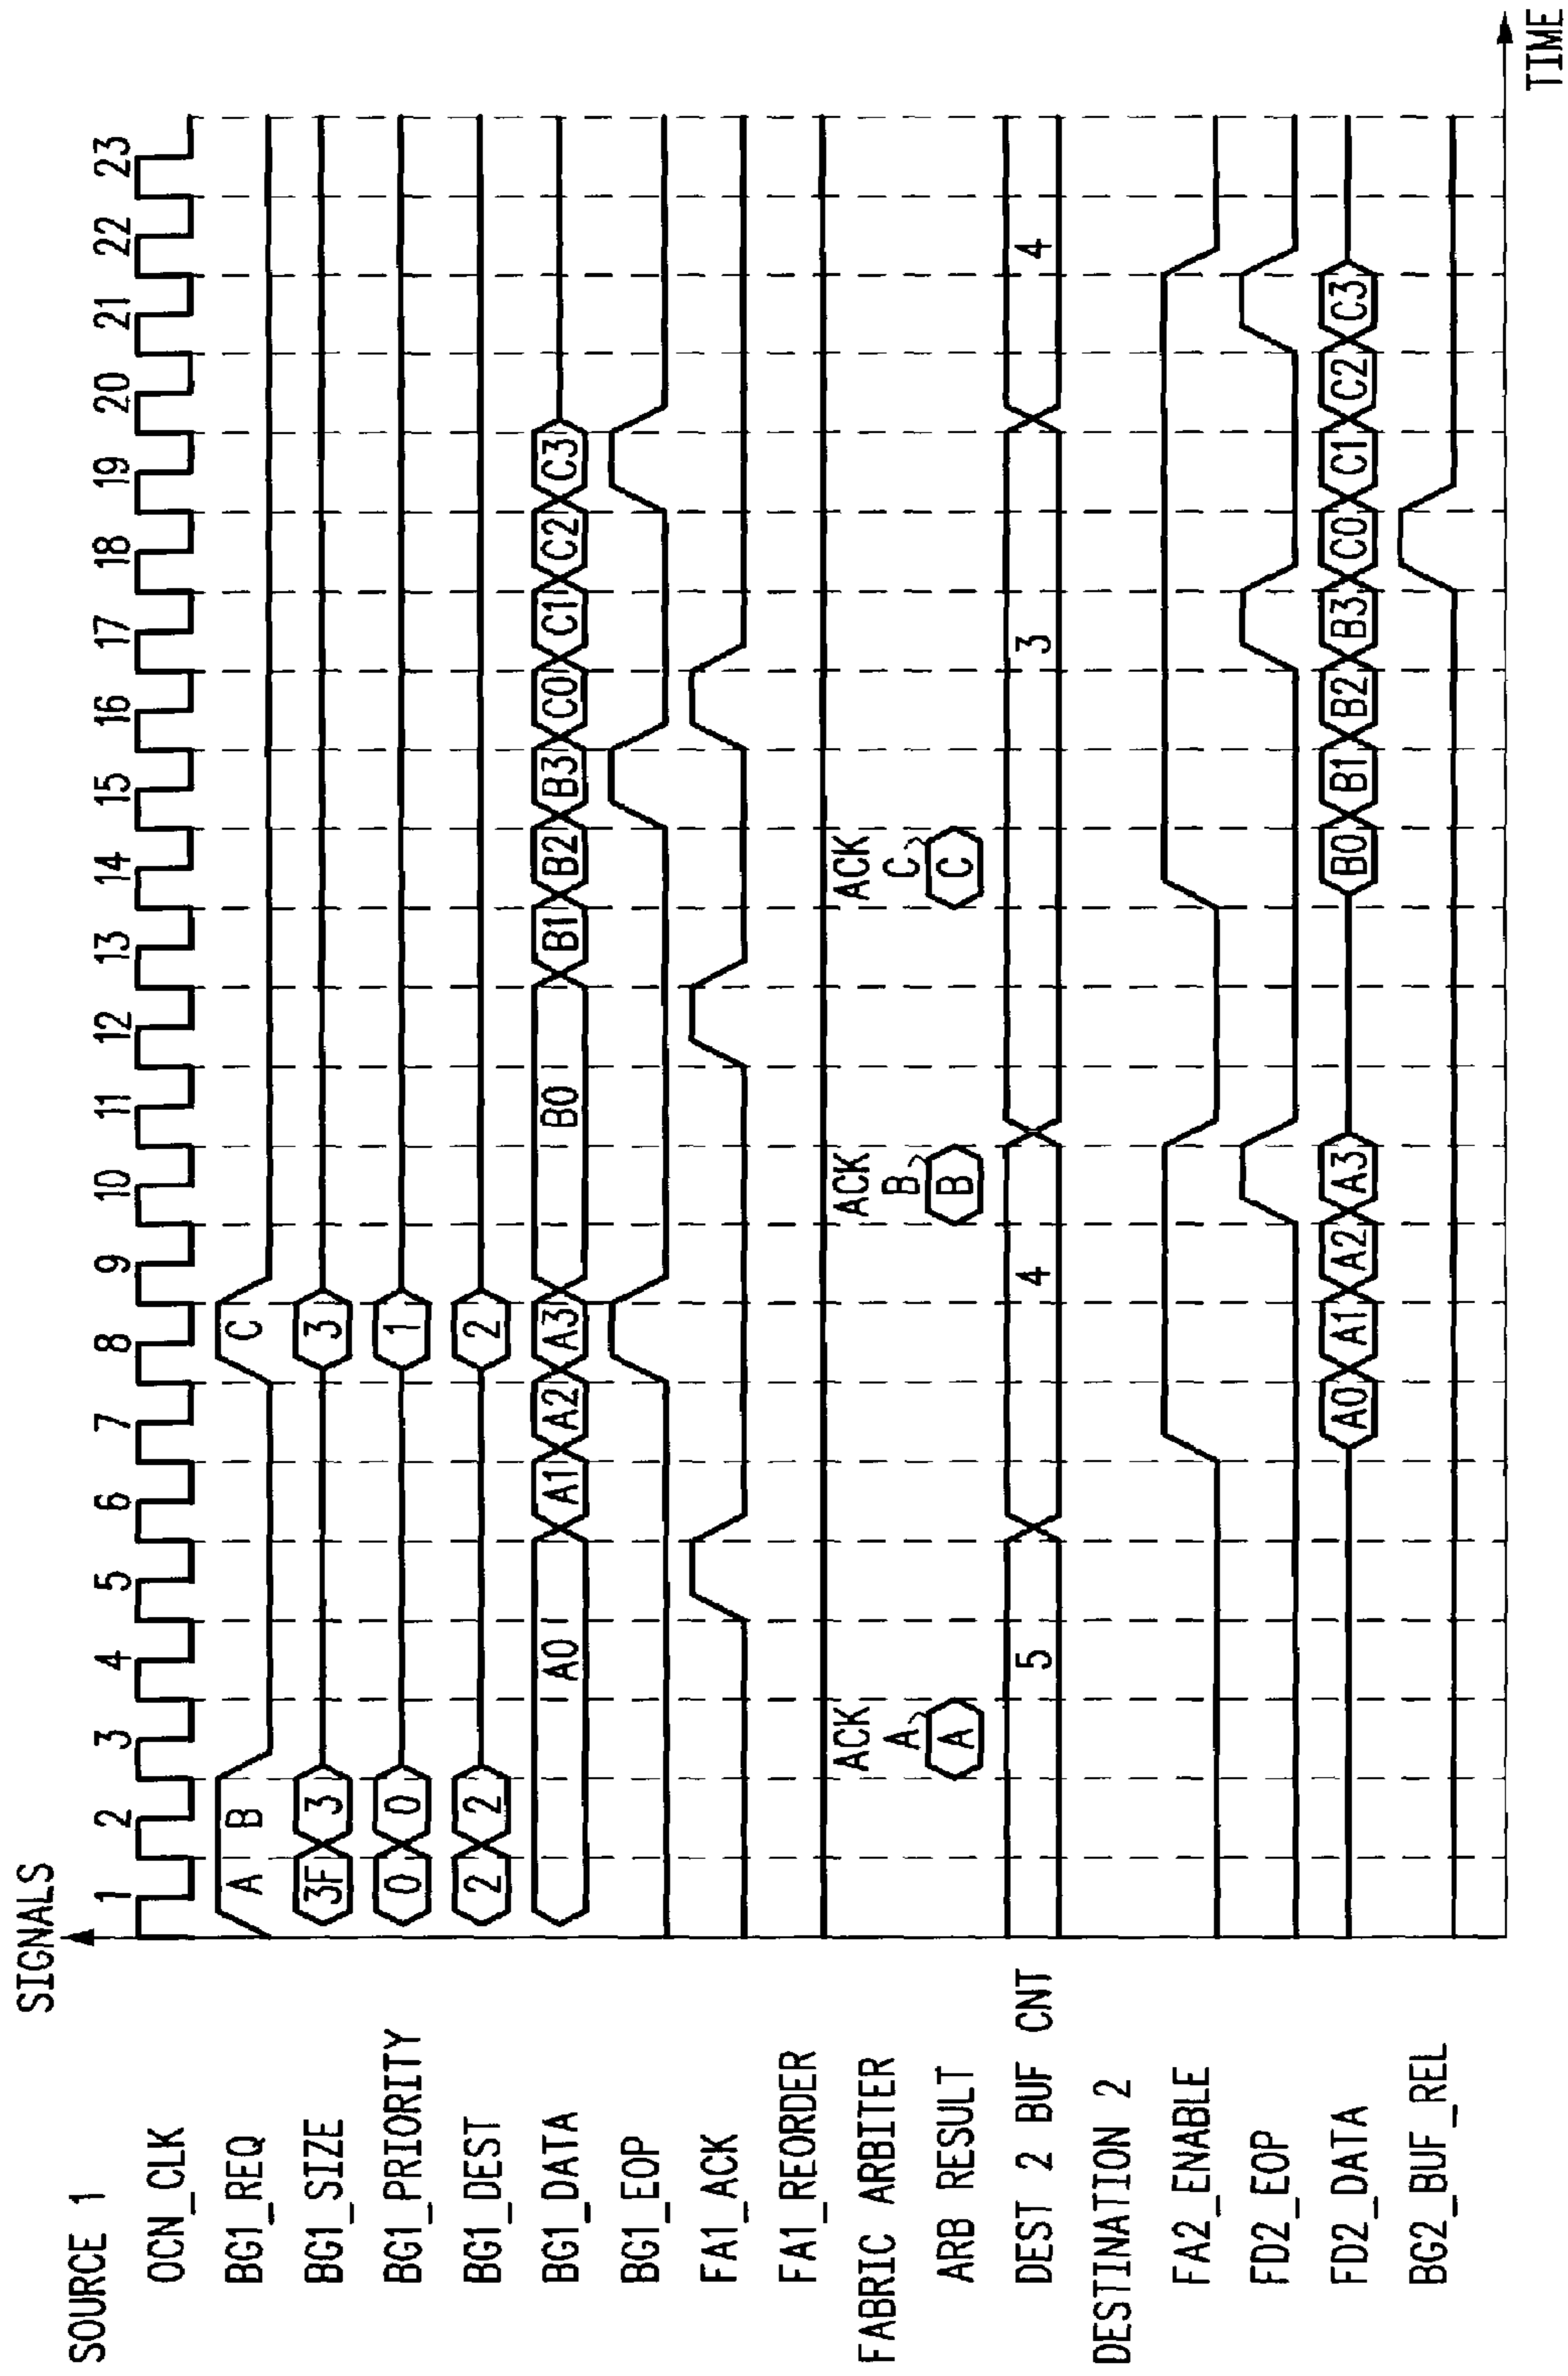 SIGNALS
SOURCE 1
1 2 3 4 5 6 7 8 9 10 11 12 13 14 15 16 17 18 19 20 21 22 23
OCN_CLK
BG1_REQ A B C
BG1_SIZE 3F 3 3
BG1_PRIORITY 0 0 1
BG1_DEST 2 2 2
BG1_DATA A0 A1 A2 A3 B0 B1 B2 B3 C0 C1 C2 C3
BG1_EOP
FA1_ACK
FA1_REORDER
FABRIC ARBITER ACK ACK ACK
A B C
ARB RESULT A B C
DEST 2 BUF CNT 5 4 3 4
DESTINATION 2
FA2_ENABLE
FD2_EOP
FD2_DATA A0 A1 A2 A3 B0 B1 B2 B3 C0 C1 C2 C3
BG2_BUF_REL
TIME